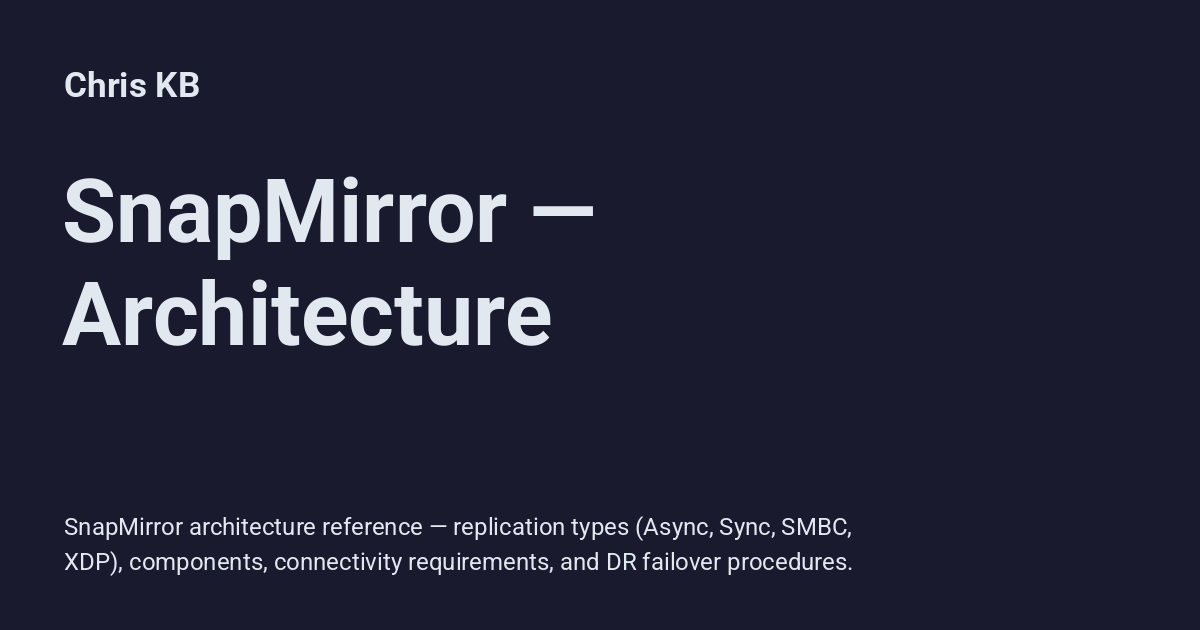 Chris KB
SnapMirror —
Architecture
SnapMirror architecture reference — replication types (Async, Sync, SMBC,
XDP), components, connectivity requirements, and DR failover procedures.